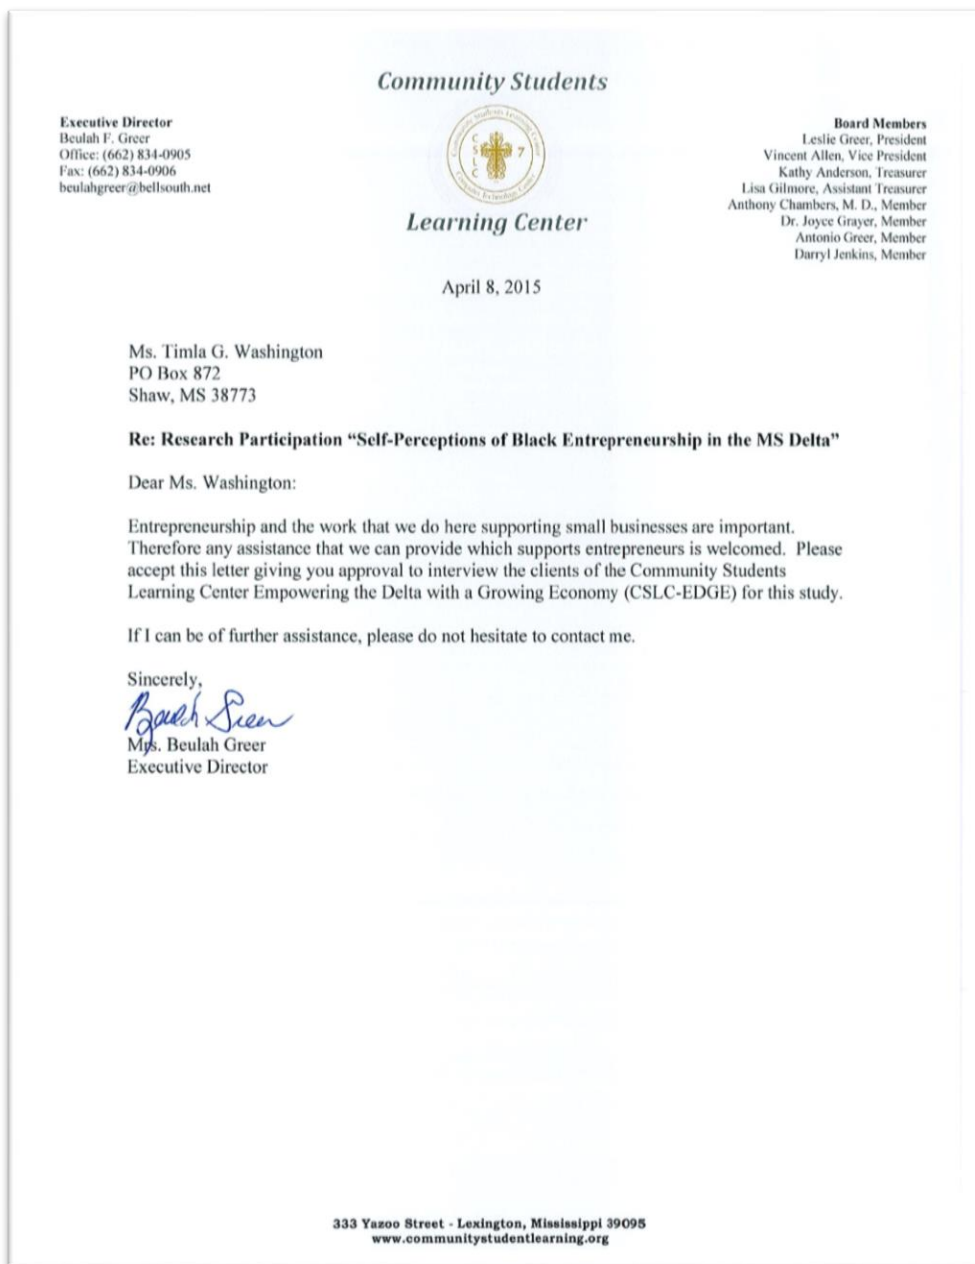 Community Students
Executive Director
Beulah F. Greer
Office: (662) 834-0905
Fax: (662) 834-0906
beulahgreer@bellsouth.net
Community Students Learning Center
C
S
L
C
7
Computer Technology Center
Learning Center
Board Members
Leslie Greer, President
Vincent Allen, Vice President
Kathy Anderson, Treasurer
Lisa Gilmore, Assistant Treasurer
Anthony Chambers, M. D., Member
Dr. Joyce Grayer, Member
Antonio Greer, Member
Darryl Jenkins, Member
April 8, 2015
Ms. Timla G. Washington
PO Box 872
Shaw, MS 38773
Re: Research Participation “Self-Perceptions of Black Entrepreneurship in the MS Delta”
Dear Ms. Washington:
Entrepreneurship and the work that we do here supporting small businesses are important.
Therefore any assistance that we can provide which supports entrepreneurs is welcomed. Please
accept this letter giving you approval to interview the clients of the Community Students
Learning Center Empowering the Delta with a Growing Economy (CSLC-EDGE) for this study.
If I can be of further assistance, please do not hesitate to contact me.
Sincerely,
Beulah Greer
Mrs. Beulah Greer
Executive Director
333 Yazoo Street - Lexington, Mississippi 39095
www.communitystudentlearning.org